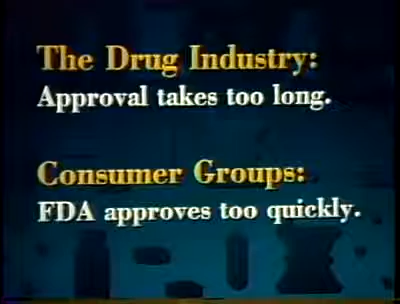 The Drug Industry:
Approval takes too long.
Consumer Groups:
FDA approves too quickly.